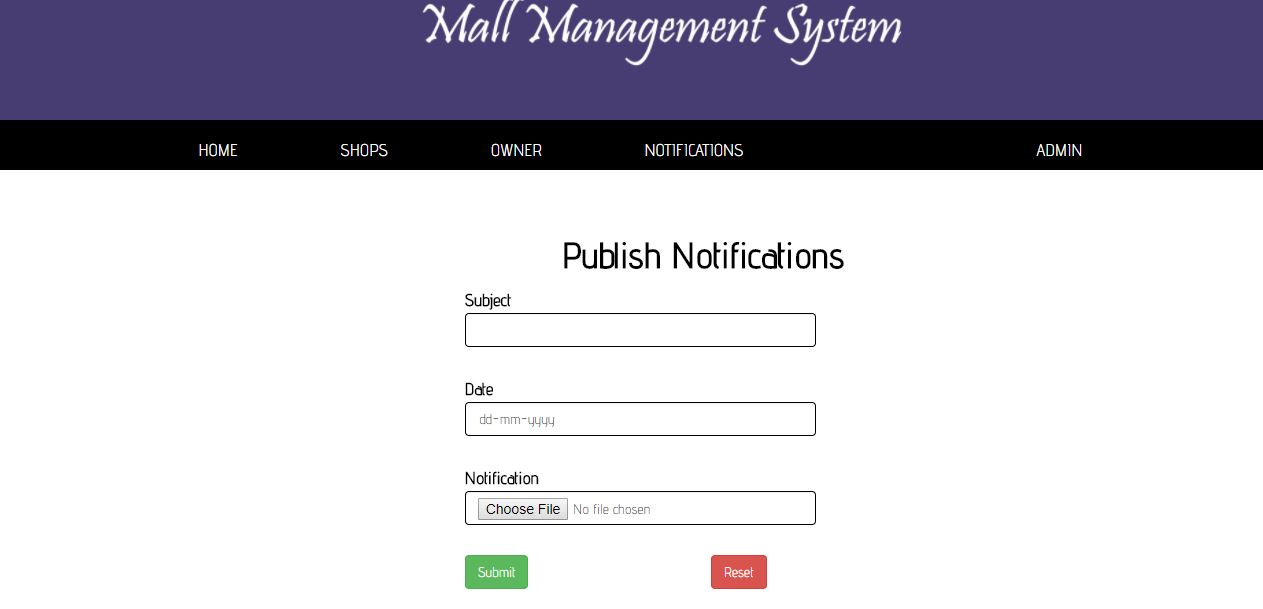 Mall Management System
HOME SHOPS OWNER NOTIFICATIONS ADMIN
Publish Notifications
Subject
Date
dd-mm-yyyy
Notification
Choose File No file chosen
Submit Reset